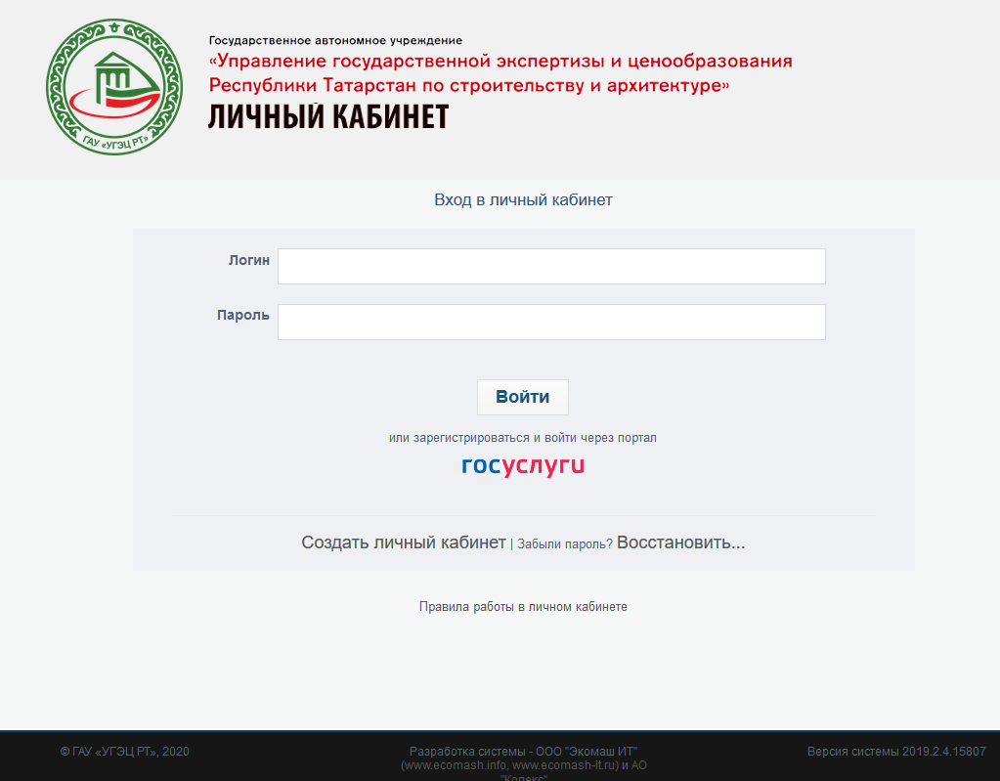 Государственное автономное учреждение
«Управление государственной экспертизы и ценообразования
Республики Татарстан по строительству и архитектуре»
ЛИЧНЫЙ КАБИНЕТ
ГАУ «УГЭЦ РТ»
Вход в личный кабинет
Логин
Пароль
Войти
или зарегистрироваться и войти через портал
госуслуги
Создать личный кабинет | Забыли пароль? Восстановить...
Правила работы в личном кабинете
© ГАУ «УГЭЦ РТ», 2020
Разработка системы - ООО "Экомаш ИТ"
(www.ecomash.info, www.ecomash-it.ru) и АО
"Кодекс"
Версия системы 2019.2.4.15807